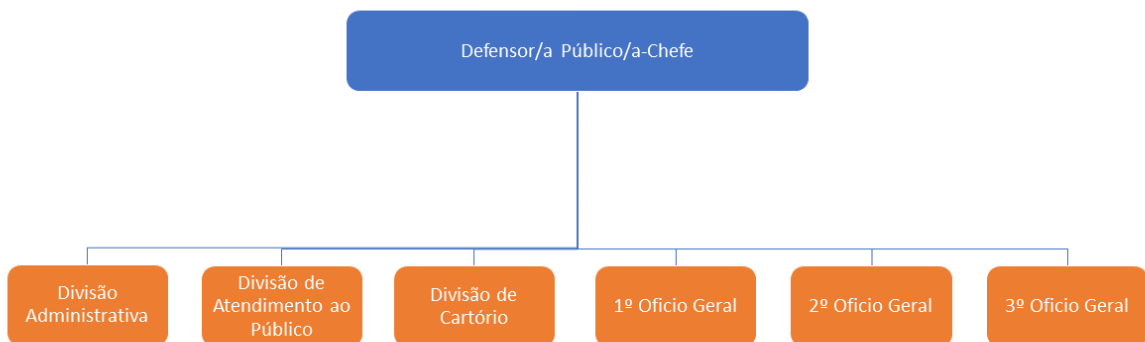 Defensor/a Público/a-Chefe
Divisão
Administrativa
Divisão de
Atendimento ao
Público
Divisão de
Cartório
1º Oficio Geral
2º Oficio Geral
3º Oficio Geral